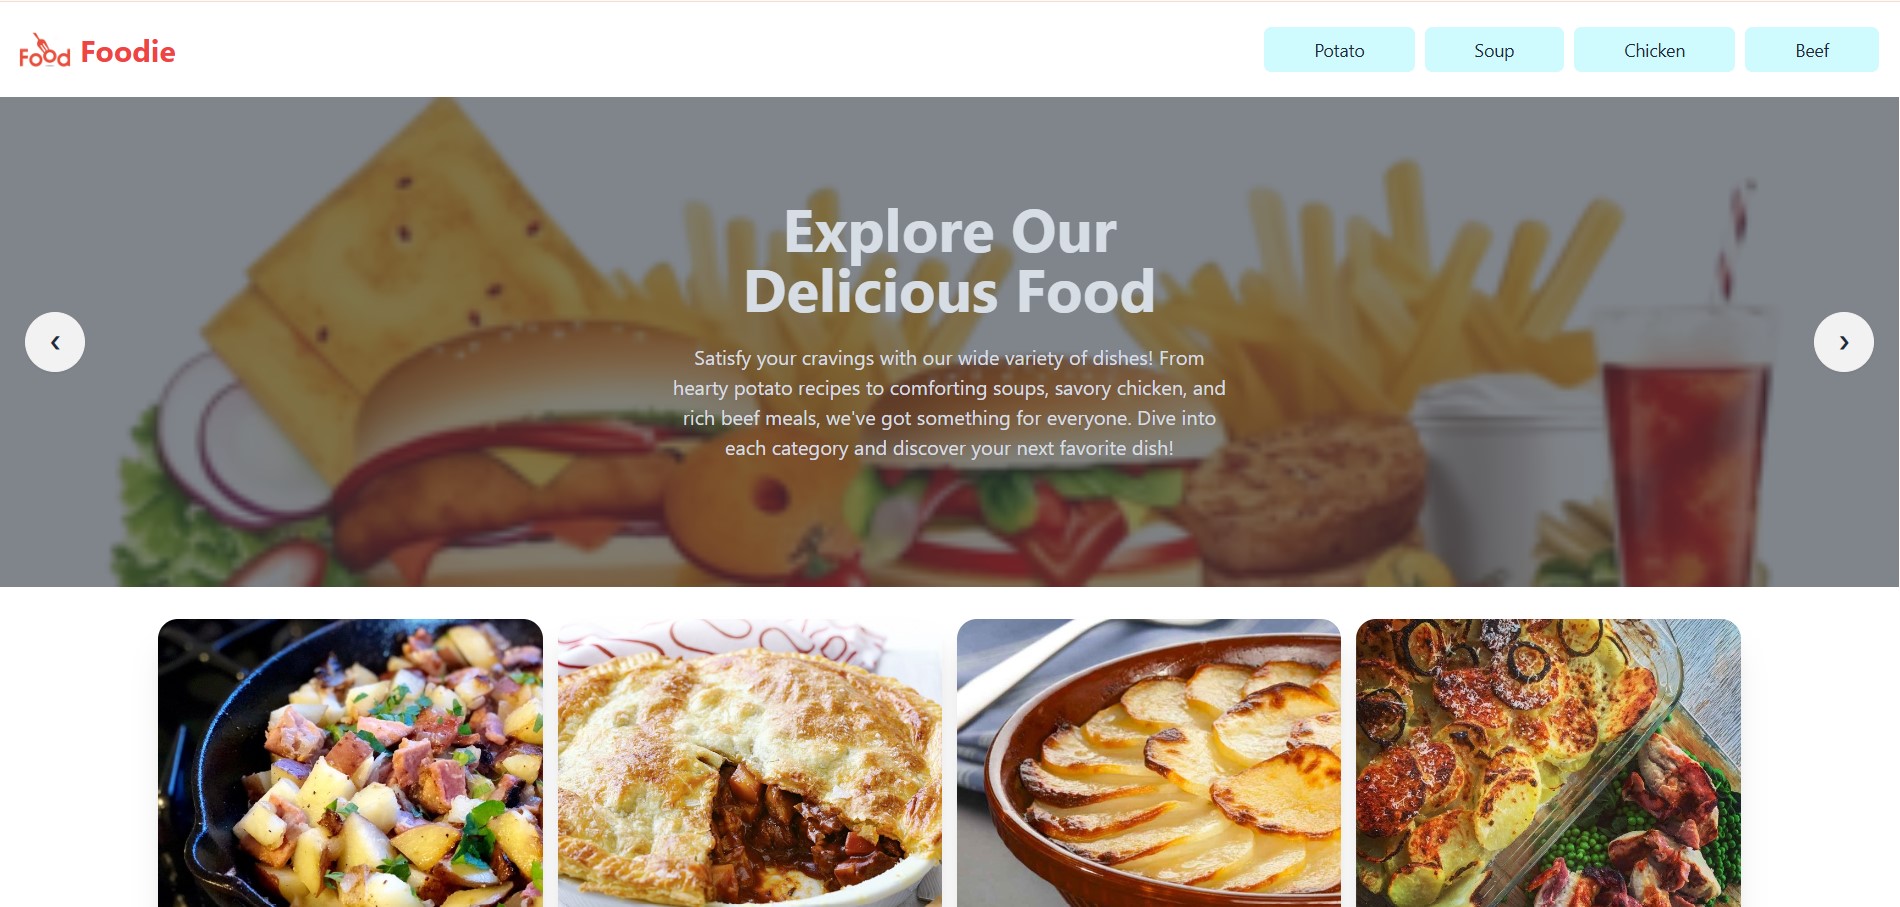 Food Foodie
Potato
Soup
Chicken
Beef
Explore Our
Delicious Food
Satisfy your cravings with our wide variety of dishes! From
hearty potato recipes to comforting soups, savory chicken, and
rich beef meals, we've got something for everyone. Dive into
each category and discover your next favorite dish!